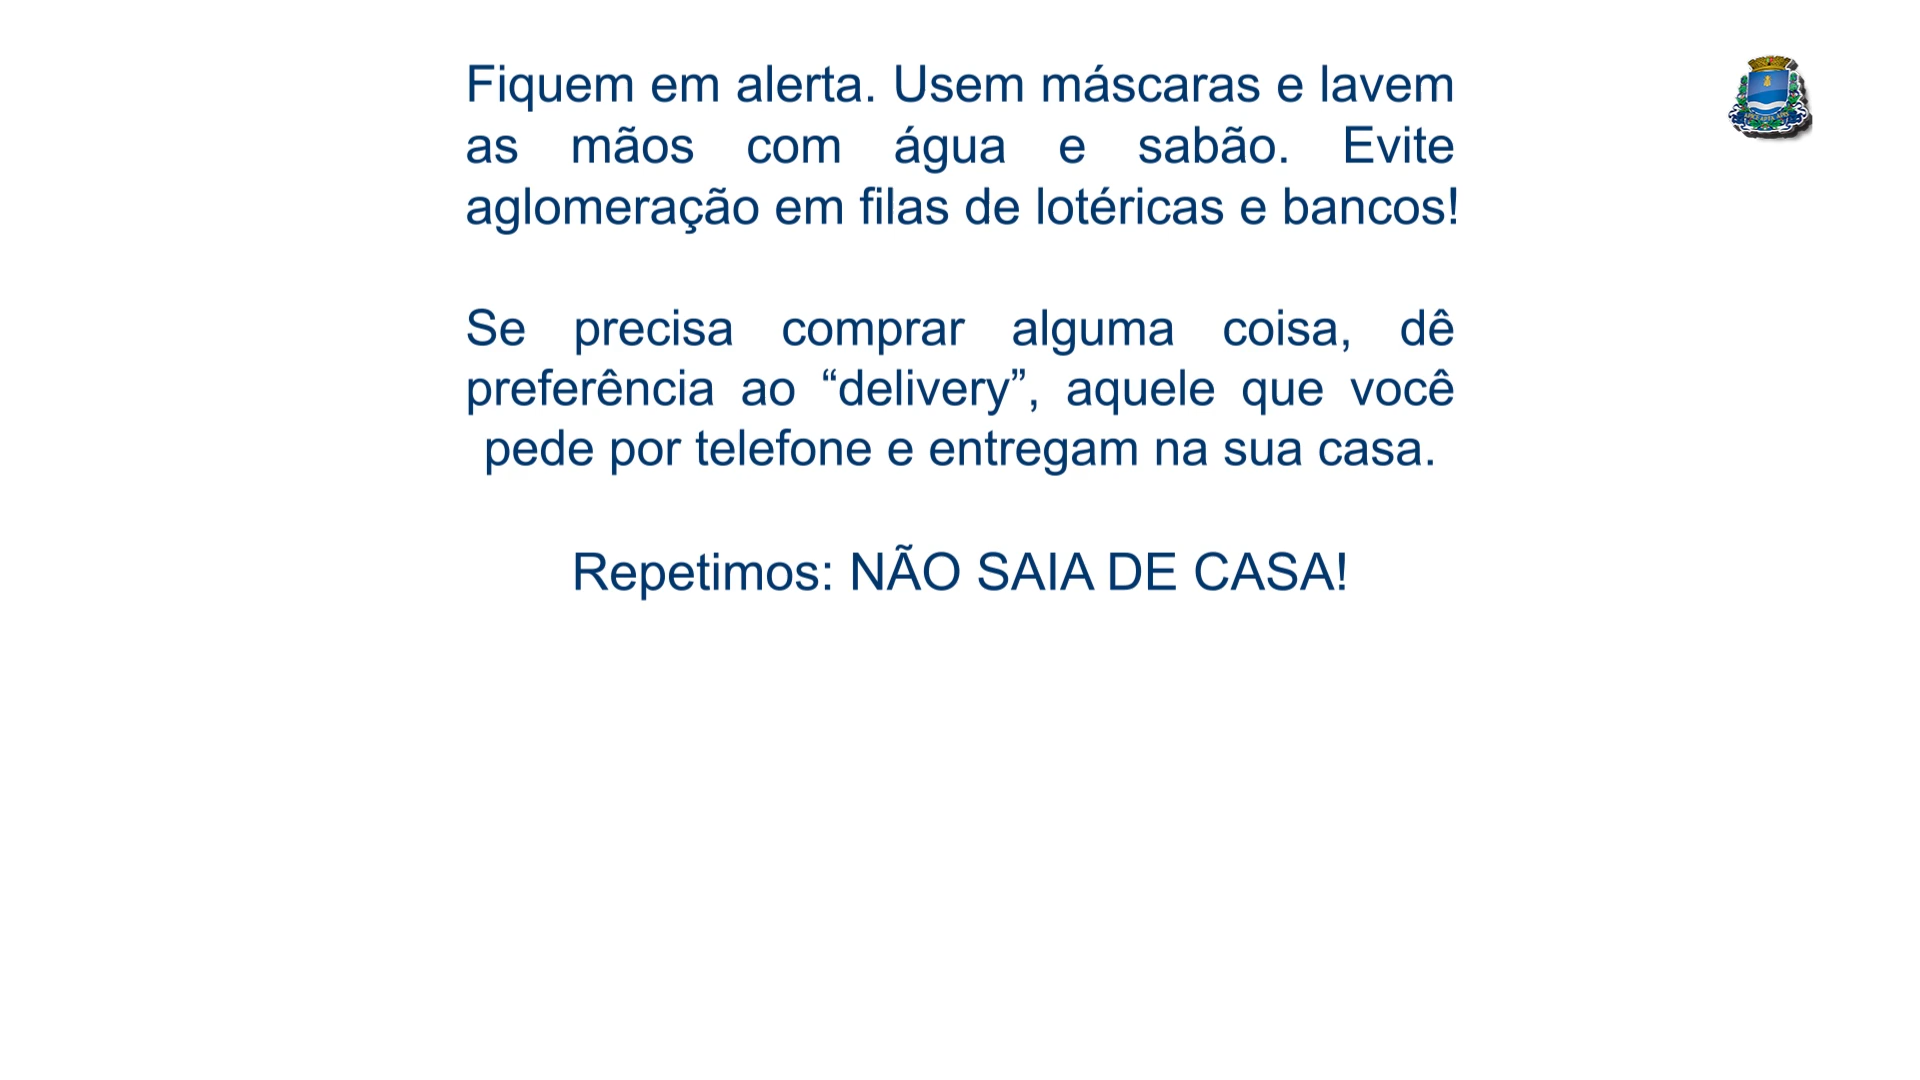 Fiquem em alerta. Usem máscaras e lavem
as mãos com água e sabão. Evite
aglomeração em filas de lotéricas e bancos!
Se precisa comprar alguma coisa, dê
preferência ao “delivery”, aquele que você
pede por telefone e entregam na sua casa.
Repetimos: NÃO SAIA DE CASA!